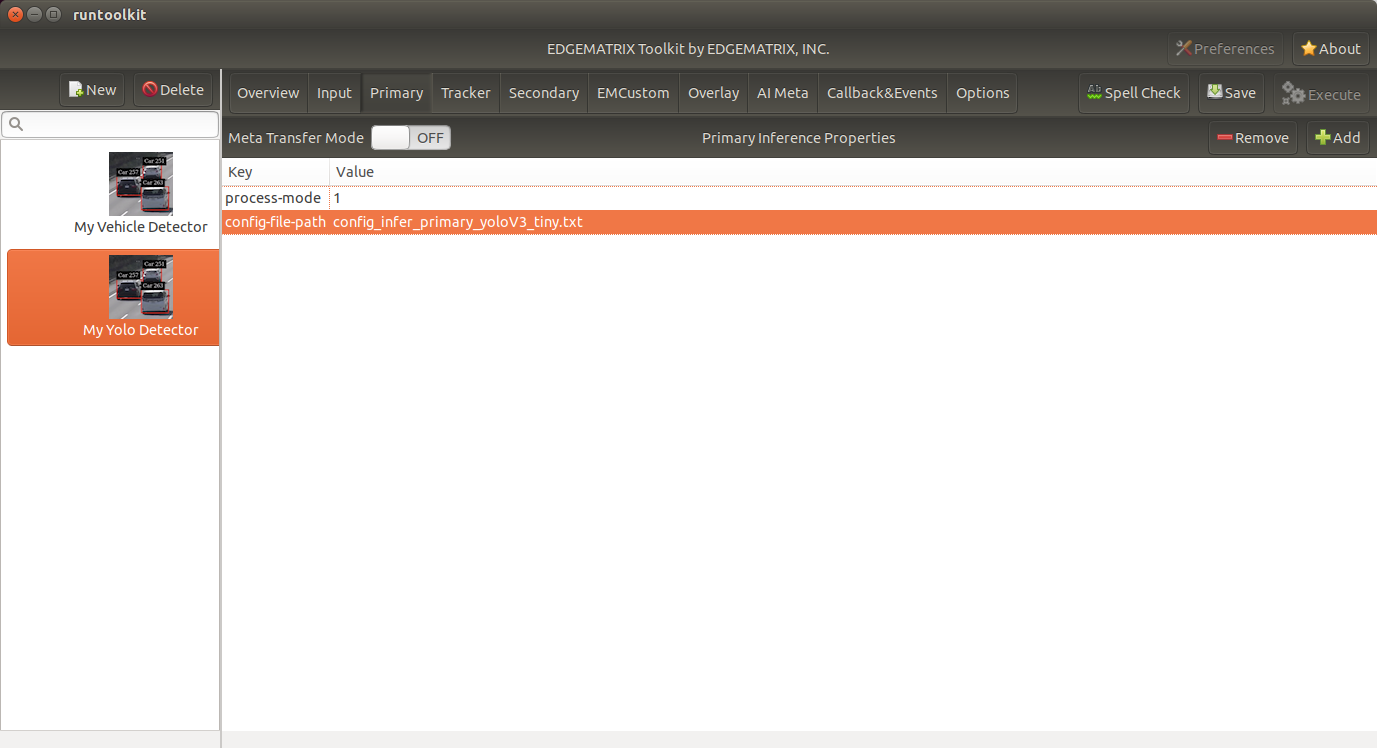 runtoolkit
EDGEMATRIX Toolkit by EDGEMATRIX, INC.
Preferences
About
New
Delete
Overview
Input
Primary
Tracker
Secondary
EMCustom
Overlay
AI Meta
Callback&Events
Options
Spell Check
Save
Execute
Meta Transfer Mode
OFF
Primary Inference Properties
Remove
Add
Key Value
process-mode 1
config-file-path config_infer_primary_yoloV3_tiny.txt
Car 251
Car 257
Car 263
My Vehicle Detector
Car 251
Car 257
Car 263
My Yolo Detector